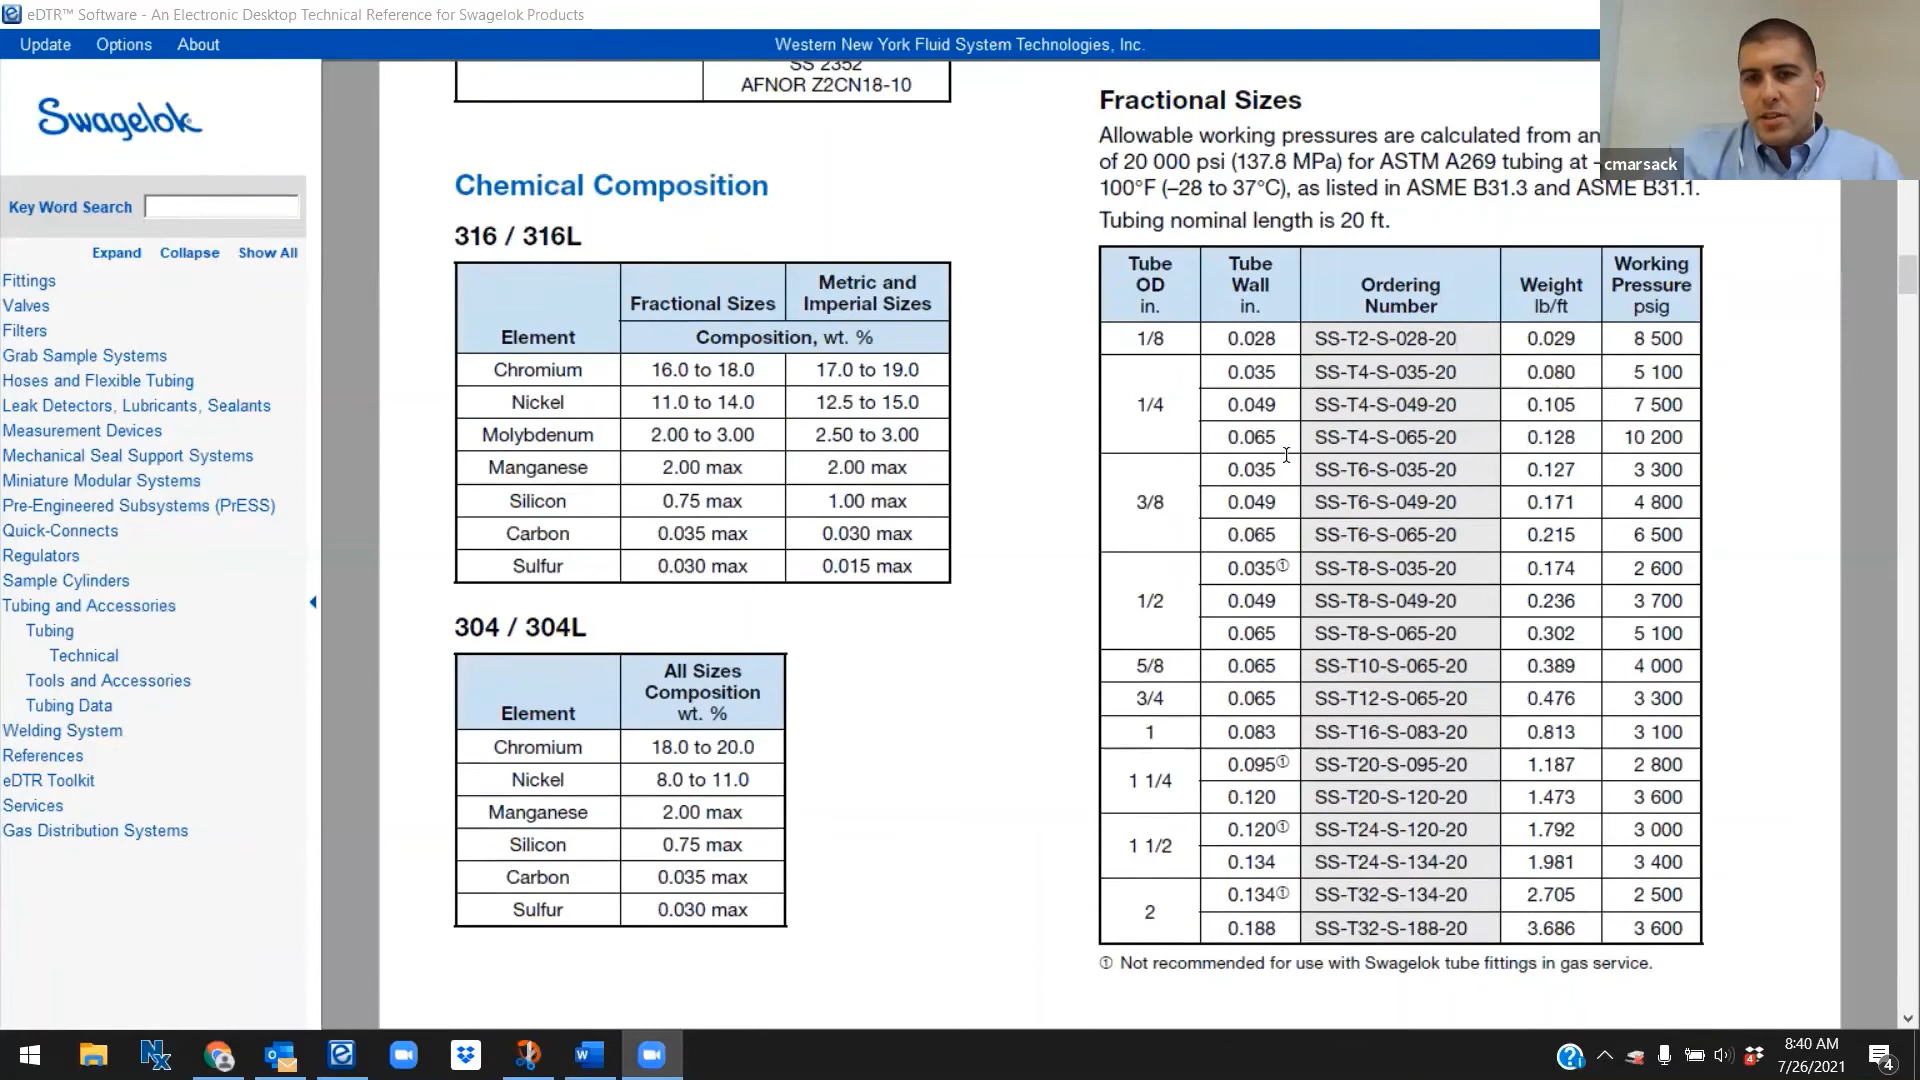 eDTR™ Software - An Electronic Desktop Technical Reference for Swagelok Products
Update Options About
Western New York Fluid System Technologies, Inc.
Swagelok
Key Word Search
Expand Collapse Show All
Fittings
Valves
Filters
Grab Sample Systems
Hoses and Flexible Tubing
Leak Detectors, Lubricants, Sealants
Measurement Devices
Mechanical Seal Support Systems
Miniature Modular Systems
Pre-Engineered Subsystems (PrESS)
Quick-Connects
Regulators
Sample Cylinders
Tubing and Accessories
Tubing
Technical
Tools and Accessories
Tubing Data
Welding System
References
eDTR Toolkit
Services
Gas Distribution Systems
SS 2352
AFNOR Z2CN18-10
Chemical Composition
316 / 316L
Element Fractional Sizes Metric and Imperial Sizes
Composition, wt. %
Chromium 16.0 to 18.0 17.0 to 19.0
Nickel 11.0 to 14.0 12.5 to 15.0
Molybdenum 2.00 to 3.00 2.50 to 3.00
Manganese 2.00 max 2.00 max
Silicon 0.75 max 1.00 max
Carbon 0.035 max 0.030 max
Sulfur 0.030 max 0.015 max
304 / 304L
Element All Sizes Composition wt. %
Chromium 18.0 to 20.0
Nickel 8.0 to 11.0
Manganese 2.00 max
Silicon 0.75 max
Carbon 0.035 max
Sulfur 0.030 max
Fractional Sizes
Allowable working pressures are calculated from an
of 20 000 psi (137.8 MPa) for ASTM A269 tubing at -
100°F (–28 to 37°C), as listed in ASME B31.3 and ASME B31.1.
Tubing nominal length is 20 ft.
Tube OD in. Tube Wall in. Ordering Number Weight lb/ft Working Pressure psig
1/8 0.028 SS-T2-S-028-20 0.029 8 500
1/4 0.035 SS-T4-S-035-20 0.080 5 100
0.049 SS-T4-S-049-20 0.105 7 500
0.065 SS-T4-S-065-20 0.128 10 200
3/8 0.035 SS-T6-S-035-20 0.127 3 300
0.049 SS-T6-S-049-20 0.171 4 800
0.065 SS-T6-S-065-20 0.215 6 500
1/2 0.035① SS-T8-S-035-20 0.174 2 600
0.049 SS-T8-S-049-20 0.236 3 700
0.065 SS-T8-S-065-20 0.302 5 100
5/8 0.065 SS-T10-S-065-20 0.389 4 000
3/4 0.065 SS-T12-S-065-20 0.476 3 300
1 0.083 SS-T16-S-083-20 0.813 3 100
1 1/4 0.095① SS-T20-S-095-20 1.187 2 800
0.120 SS-T20-S-120-20 1.473 3 600
1 1/2 0.120① SS-T24-S-120-20 1.792 3 000
0.134 SS-T24-S-134-20 1.981 3 400
2 0.134① SS-T32-S-134-20 2.705 2 500
0.188 SS-T32-S-188-20 3.686 3 600
① Not recommended for use with Swagelok tube fittings in gas service.
cmarsack
8:40 AM
7/26/2021
4